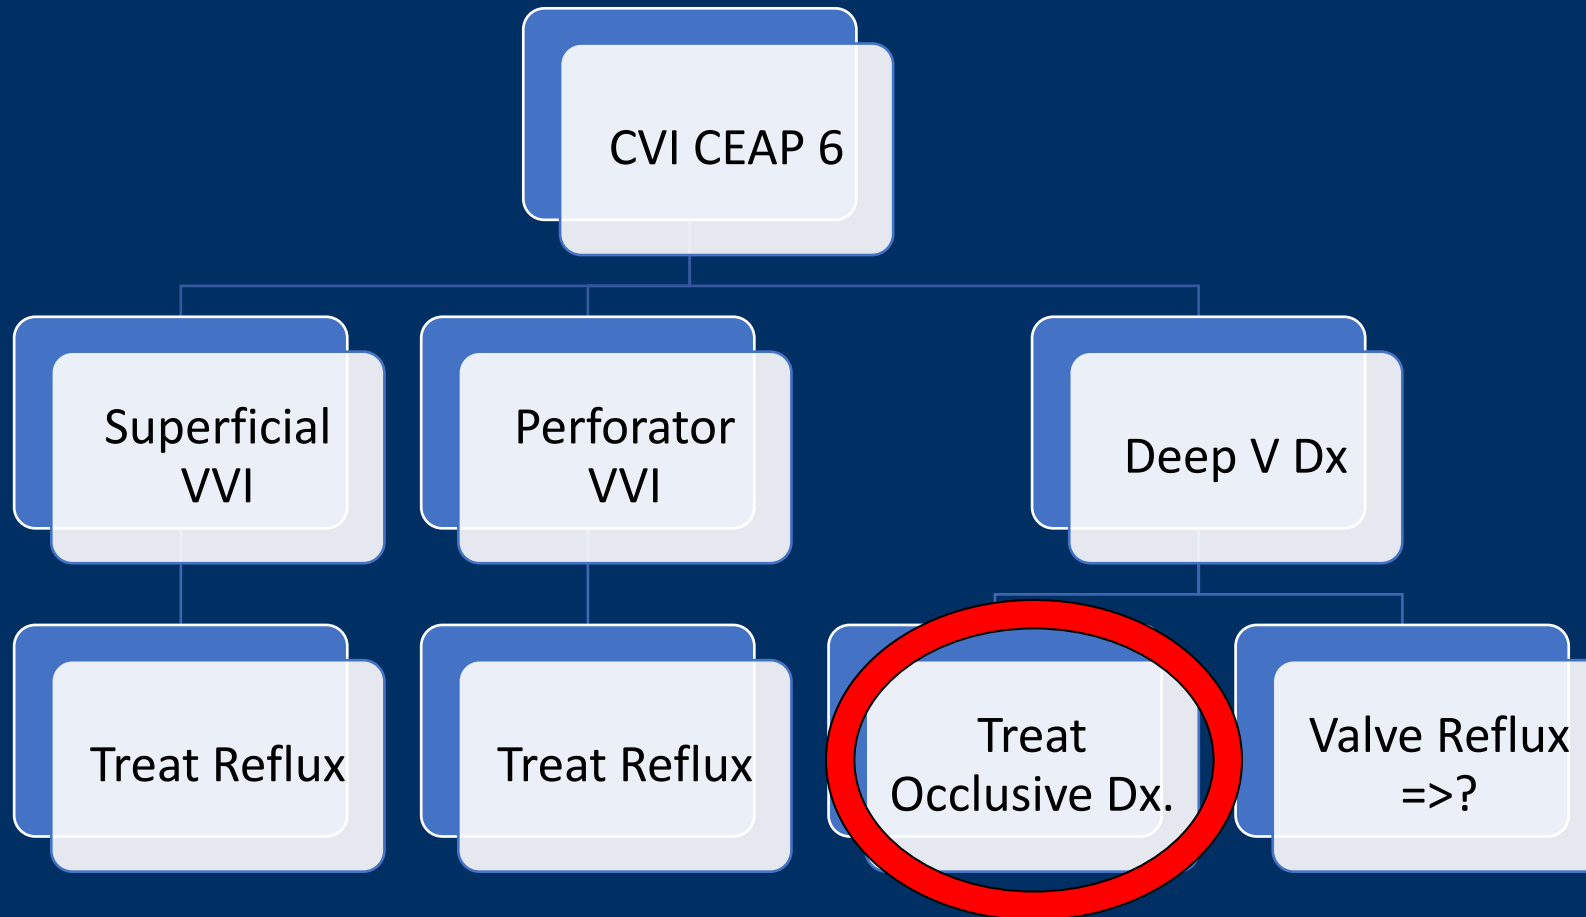 CVI CEAP 6
Superficial
VVI
Perforator
VVI
Deep V Dx
Treat Reflux
Treat Reflux
Treat
Occlusive Dx.
Valve Reflux
=>?